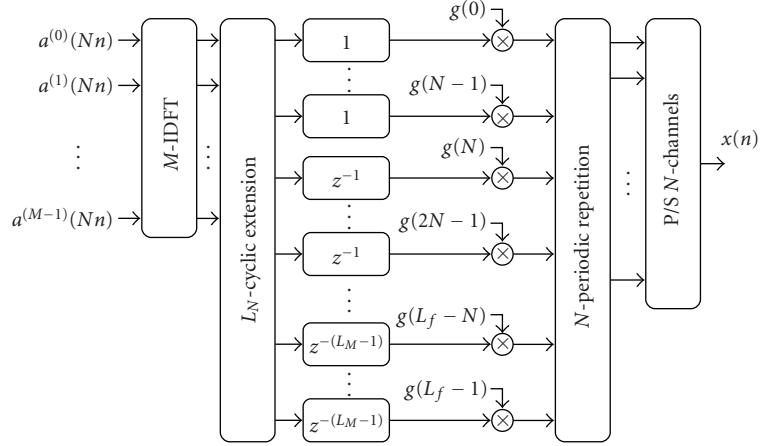 a^{(0)}(Nn)
a^{(1)}(Nn)
a^{(M−1)}(Nn)
M-IDFT
L_N-cyclic extension
1
1
z^{−1}
z^{−1}
z^{−(L_M−1)}
z^{−(L_M−1)}
g(0)
g(N − 1)
g(N)
g(2N − 1)
g(L_f − N)
g(L_f − 1)
N-periodic repetition
P/S N-channels
x(n)